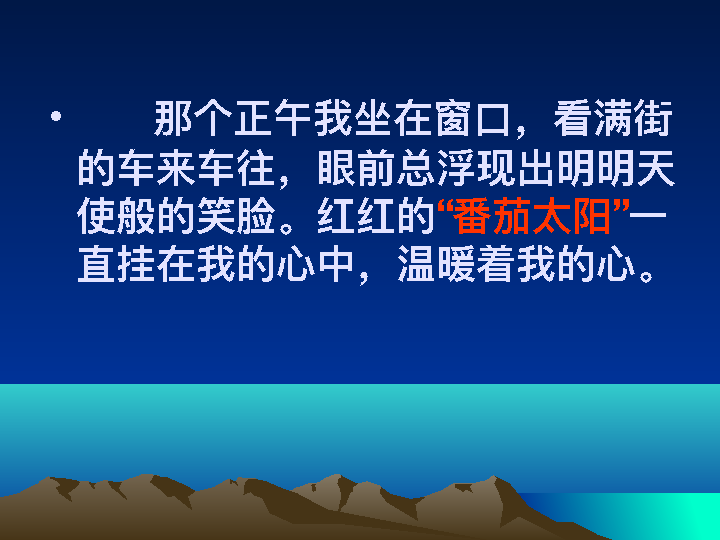 • 那个正午我坐在窗口，看满街
的车来车往，眼前总浮现出明明天
使般的笑脸。红红的“番茄太阳”一
直挂在我的心中，温暖着我的心。